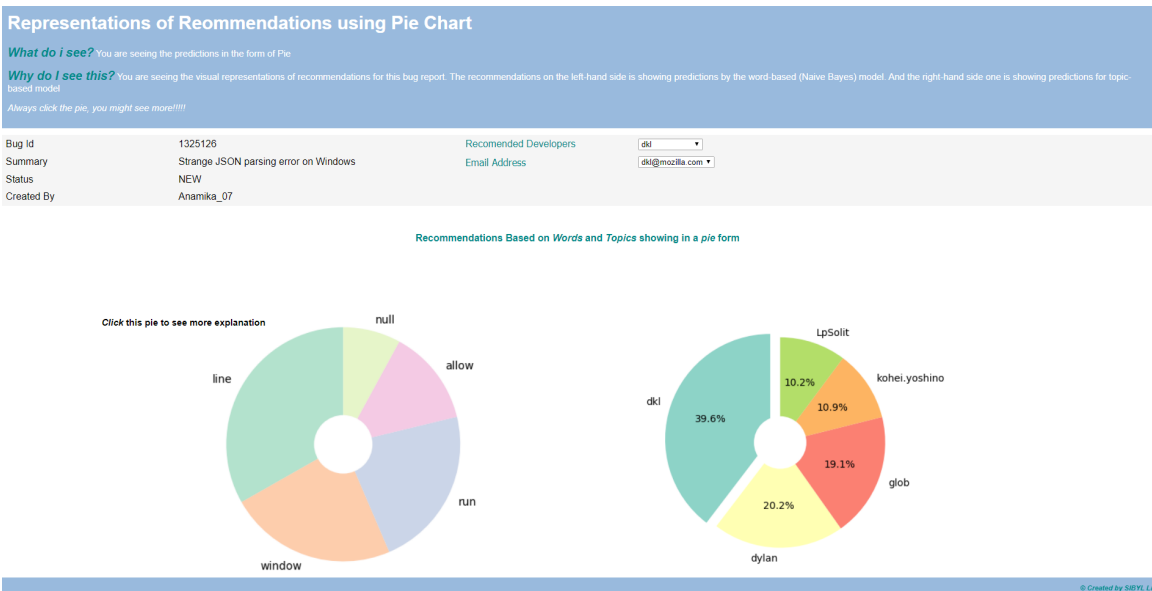 Representations of Reommendations using Pie Chart
What do i see? You are seeing the predictions in the form of Pie
Why do I see this? You are seeing the visual representations of recommendations for this bug report. The recommendations on the left-hand side is showing predictions by the word-based (Naive Bayes) model. And the right-hand side one is showing predictions for topic-
based model
Always click the pie, you might see more!!!!!
Bug Id 1325126 Recomended Developers dkl
Summary Strange JSON parsing error on Windows Email Address dkl@mozilla.com
Status NEW
Created By Anamika_07
Recommendations Based on Words and Topics showing in a pie form
Click this pie to see more explanation
null
allow
line
run
window
LpSolit
10.2%
kohei.yoshino
10.9%
dkl
39.6%
19.1%
glob
20.2%
dylan
© Created by SIBYL